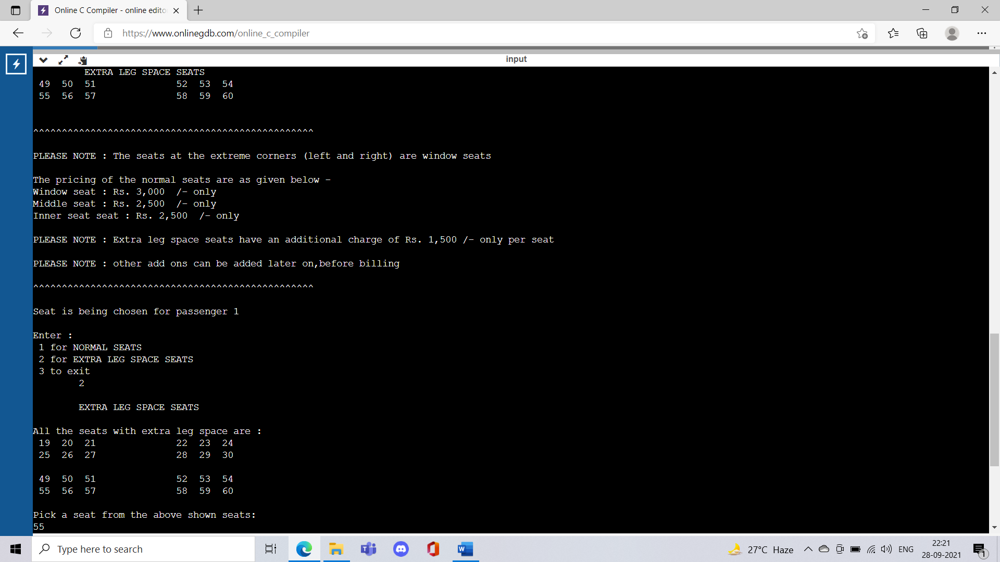 Online C Compiler - online edito
https://www.onlinegdb.com/online_c_compiler
input
EXTRA LEG SPACE SEATS
49 50 51 52 53 54
55 56 57 58 59 60
^^^^^^^^^^^^^^^^^^^^^^^^^^^^^^^^^^^^^^^^^^^^^^^^^
PLEASE NOTE : The seats at the extreme corners (left and right) are window seats
The pricing of the normal seats are as given below -
Window seat : Rs. 3,000 /- only
Middle seat : Rs. 2,500 /- only
Inner seat seat : Rs. 2,500 /- only
PLEASE NOTE : Extra leg space seats have an additional charge of Rs. 1,500 /- only per seat
PLEASE NOTE : other add ons can be added later on,before billing
^^^^^^^^^^^^^^^^^^^^^^^^^^^^^^^^^^^^^^^^^^^^^^^^^
Seat is being chosen for passenger 1
Enter :
1 for NORMAL SEATS
2 for EXTRA LEG SPACE SEATS
3 to exit
2
EXTRA LEG SPACE SEATS
All the seats with extra leg space are :
19 20 21 22 23 24
25 26 27 28 29 30
49 50 51 52 53 54
55 56 57 58 59 60
Pick a seat from the above shown seats:
55
Type here to search
27°C Haze
ENG
22:21
28-09-2021
1